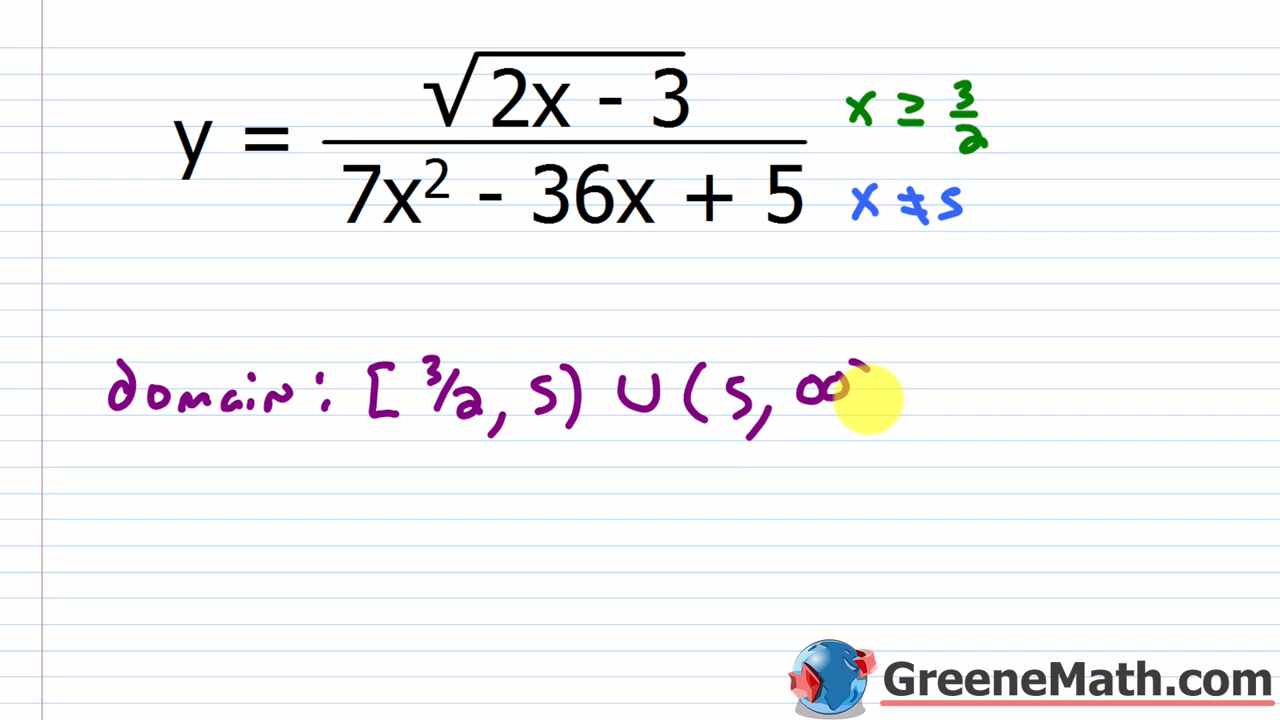 y = √(2x - 3) / (7x² - 36x + 5)
x ≥ 3/2
x ≠ 5
domain: [3/2, 5) ∪ (5, ∞)
GreeneMath.com